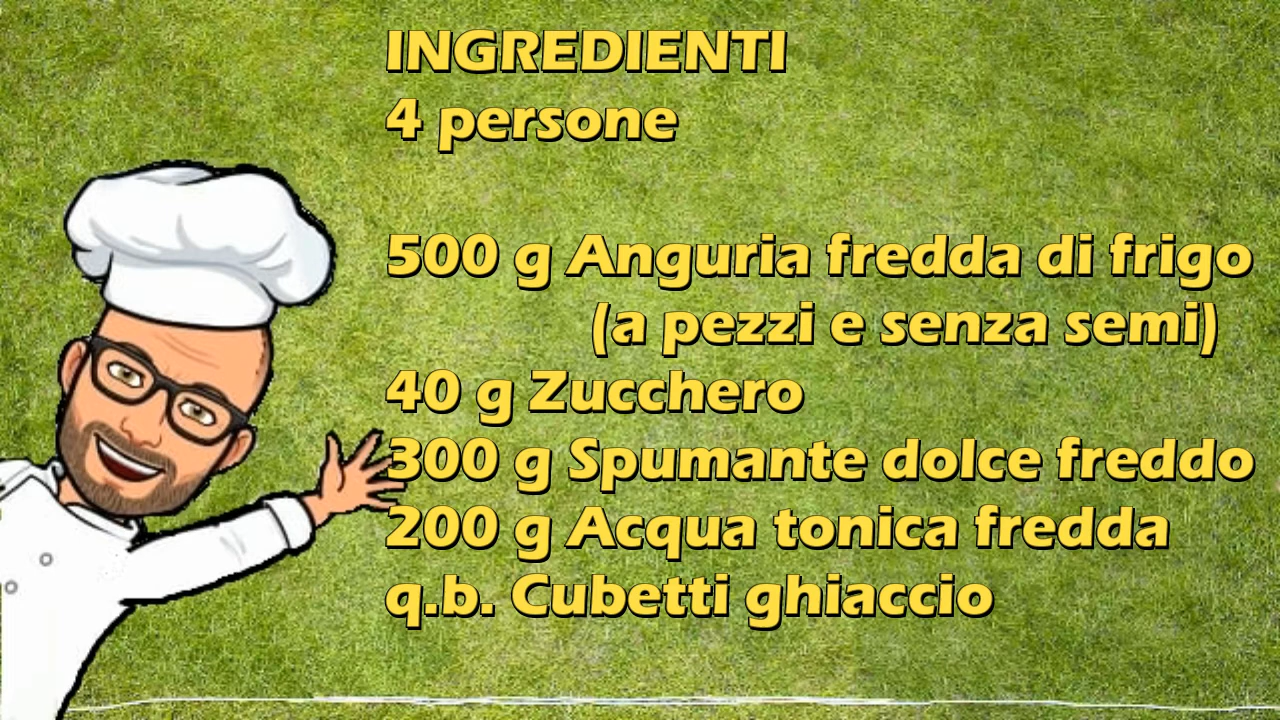 INGREDIENTI
4 persone
500 g Anguria fredda di frigo
(a pezzi e senza semi)
40 g Zucchero
300 g Spumante dolce freddo
200 g Acqua tonica fredda
q.b. Cubetti ghiaccio